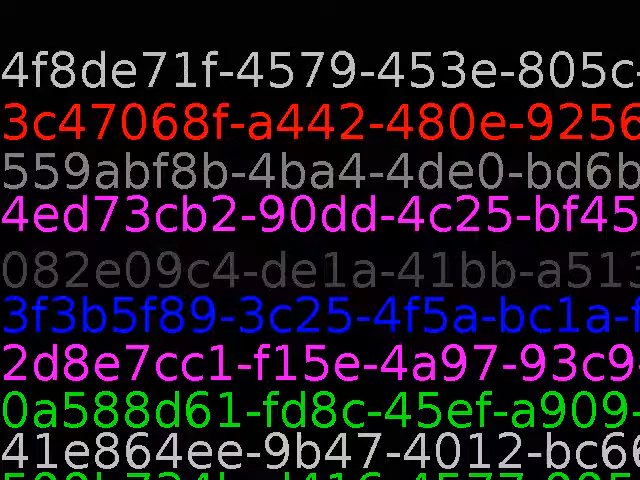 4f8de71f-4579-453e-805c-
3c47068f-a442-480e-9256
559abf8b-4ba4-4de0-bd6b
4ed73cb2-90dd-4c25-bf45
082e09c4-de1a-41bb-a513
3f3b5f89-3c25-4f5a-bc1a-f
2d8e7cc1-f15e-4a97-93c9-
0a588d61-fd8c-45ef-a909-
41e864ee-9b47-4012-bc66